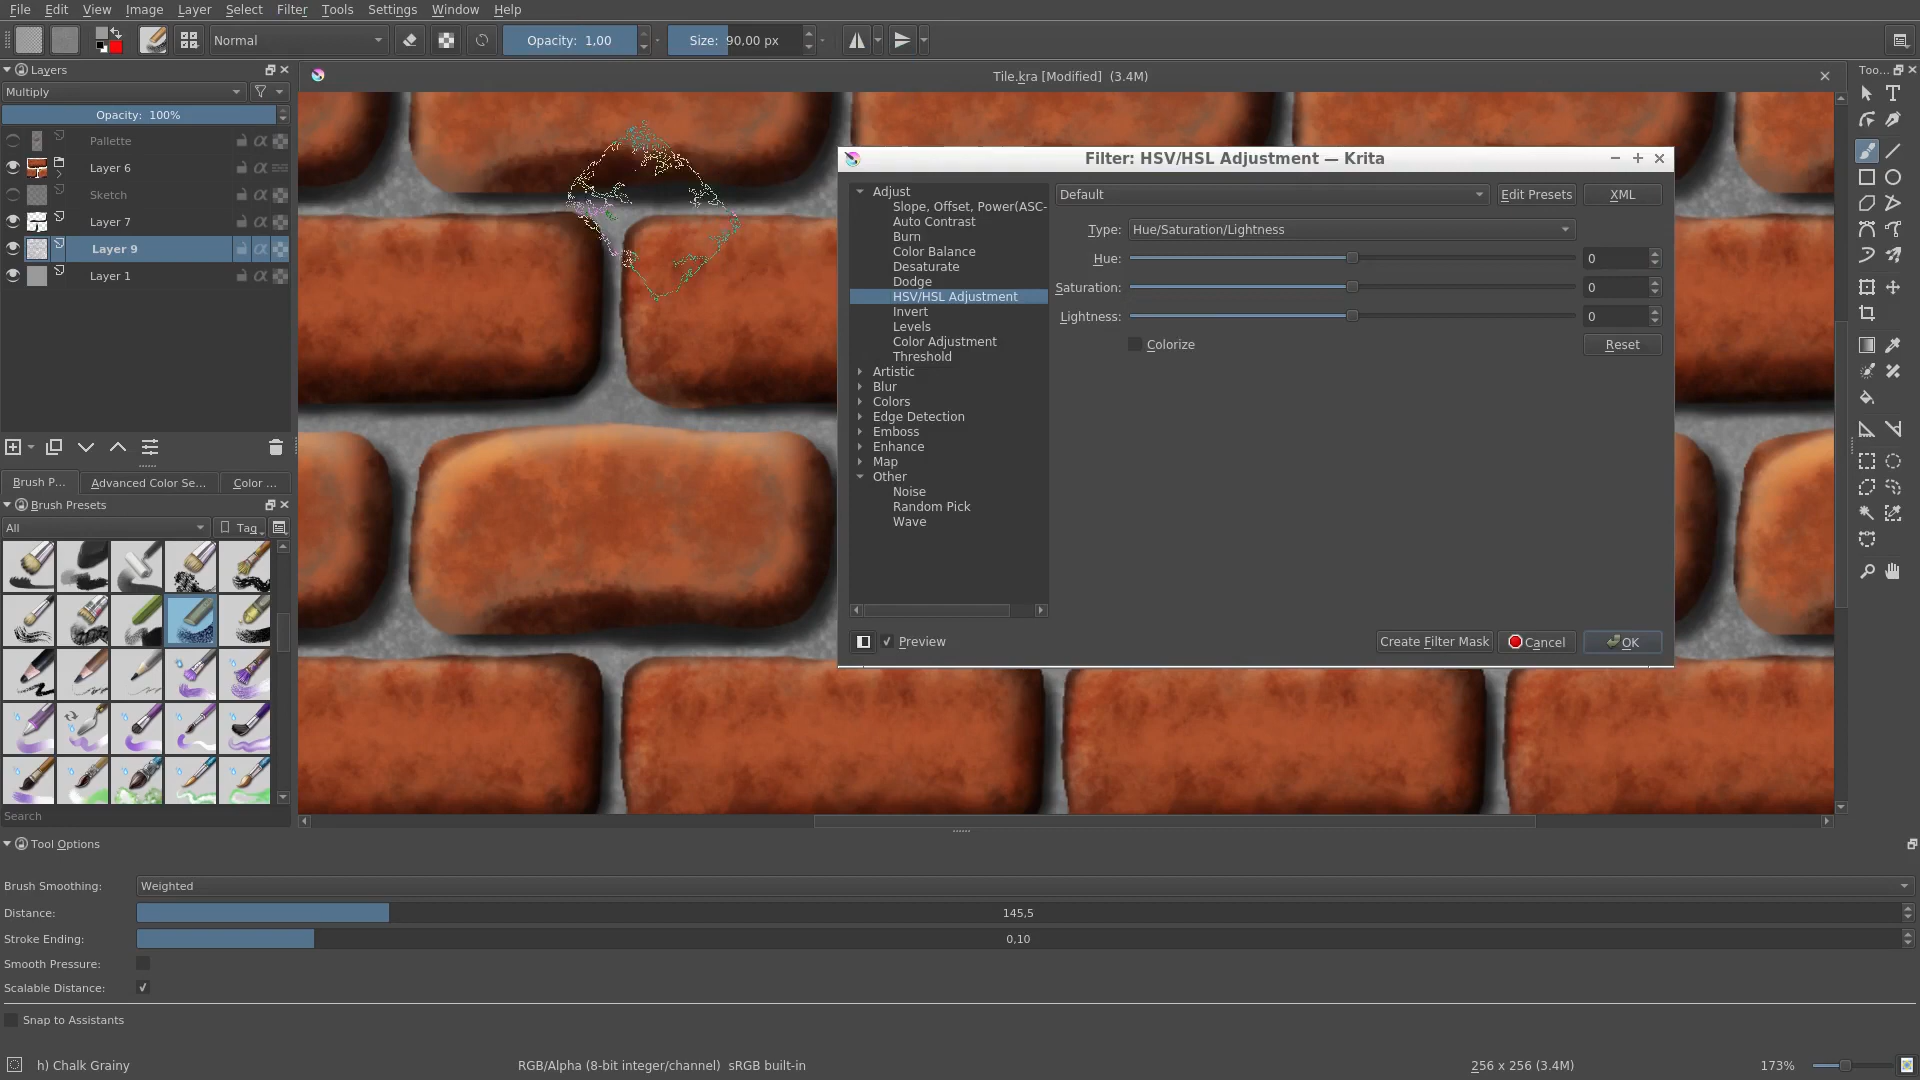 File Edit View Image Layer Select Filter Tools Settings Window Help
Normal
Opacity: 1,00
Size: 90,00 px
Layers
Multiply
Opacity: 100%
Pallette
Layer 6
Sketch
Layer 7
Layer 9
Layer 1
Brush P...
Advanced Color Se...
Color ...
Brush Presets
All
Tag
Search
Tile.kra [Modified] (3.4M)
Too...
Filter: HSV/HSL Adjustment — Krita
Adjust
Slope, Offset, Power(ASC-
Auto Contrast
Burn
Color Balance
Desaturate
Dodge
HSV/HSL Adjustment
Invert
Levels
Color Adjustment
Threshold
Artistic
Blur
Colors
Edge Detection
Emboss
Enhance
Map
Other
Noise
Random Pick
Wave
Default
Edit Presets
XML
Type: Hue/Saturation/Lightness
Hue: 0
Saturation: 0
Lightness: 0
Colorize
Reset
Preview
Create Filter Mask
Cancel
OK
Tool Options
Brush Smoothing: Weighted
Distance: 145,5
Stroke Ending: 0,10
Smooth Pressure:
Scalable Distance:
Snap to Assistants
h) Chalk Grainy
RGB/Alpha (8-bit integer/channel) sRGB built-in
256 x 256 (3.4M)
173%